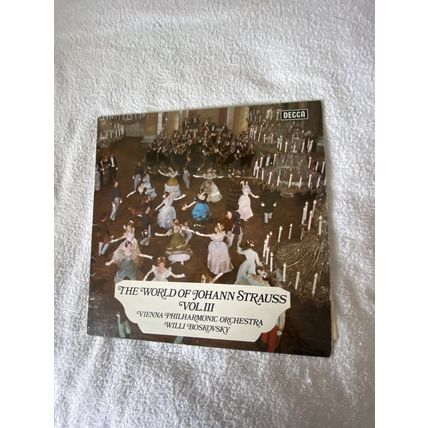 DECCA
THE WORLD OF JOHANN STRAUSS
VOL. III
VIENNA PHILHARMONIC ORCHESTRA
WILLI BOSKOVSKY